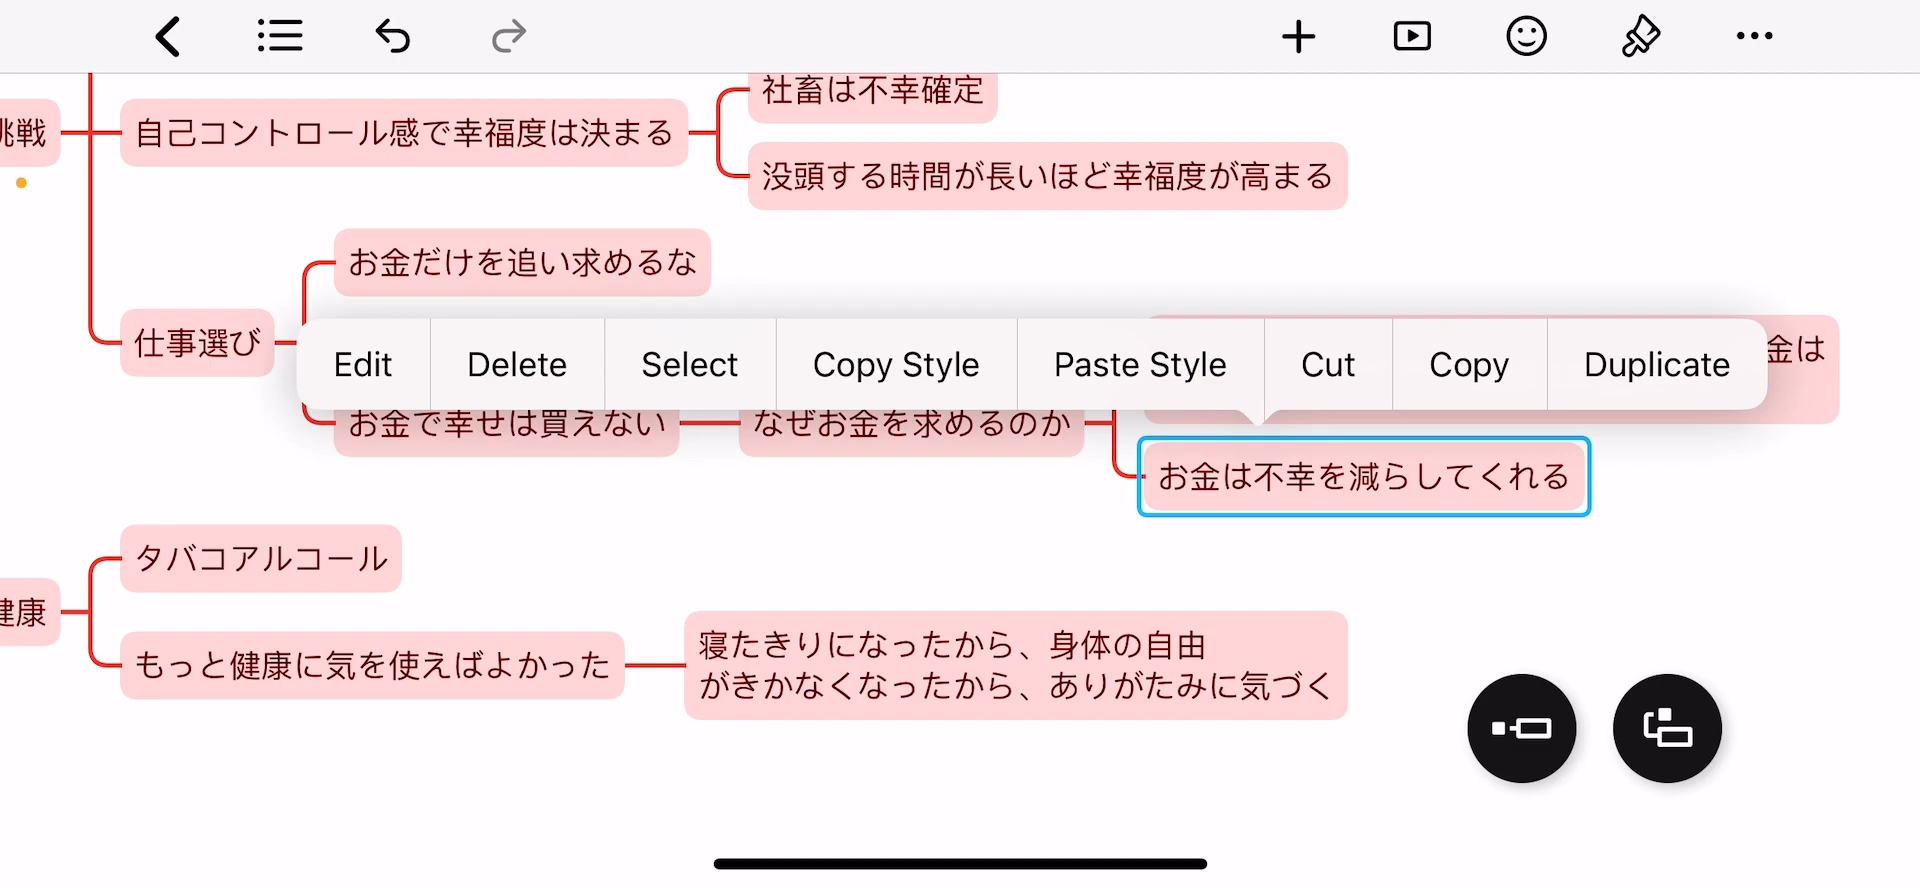 社畜は不幸確定
挑戦
自己コントロール感で幸福度は決まる
没頭する時間が長いほど幸福度が高まる
お金だけを追い求めるな
仕事選び
金は
Edit
Delete
Select
Copy Style
Paste Style
Cut
Copy
Duplicate
お金で幸せは買えない
なぜお金を求めるのか
お金は不幸を減らしてくれる
タバコアルコール
健康
もっと健康に気を使えばよかった
寝たきりになったから、身体の自由
がきかなくなったから、ありがたみに気づく